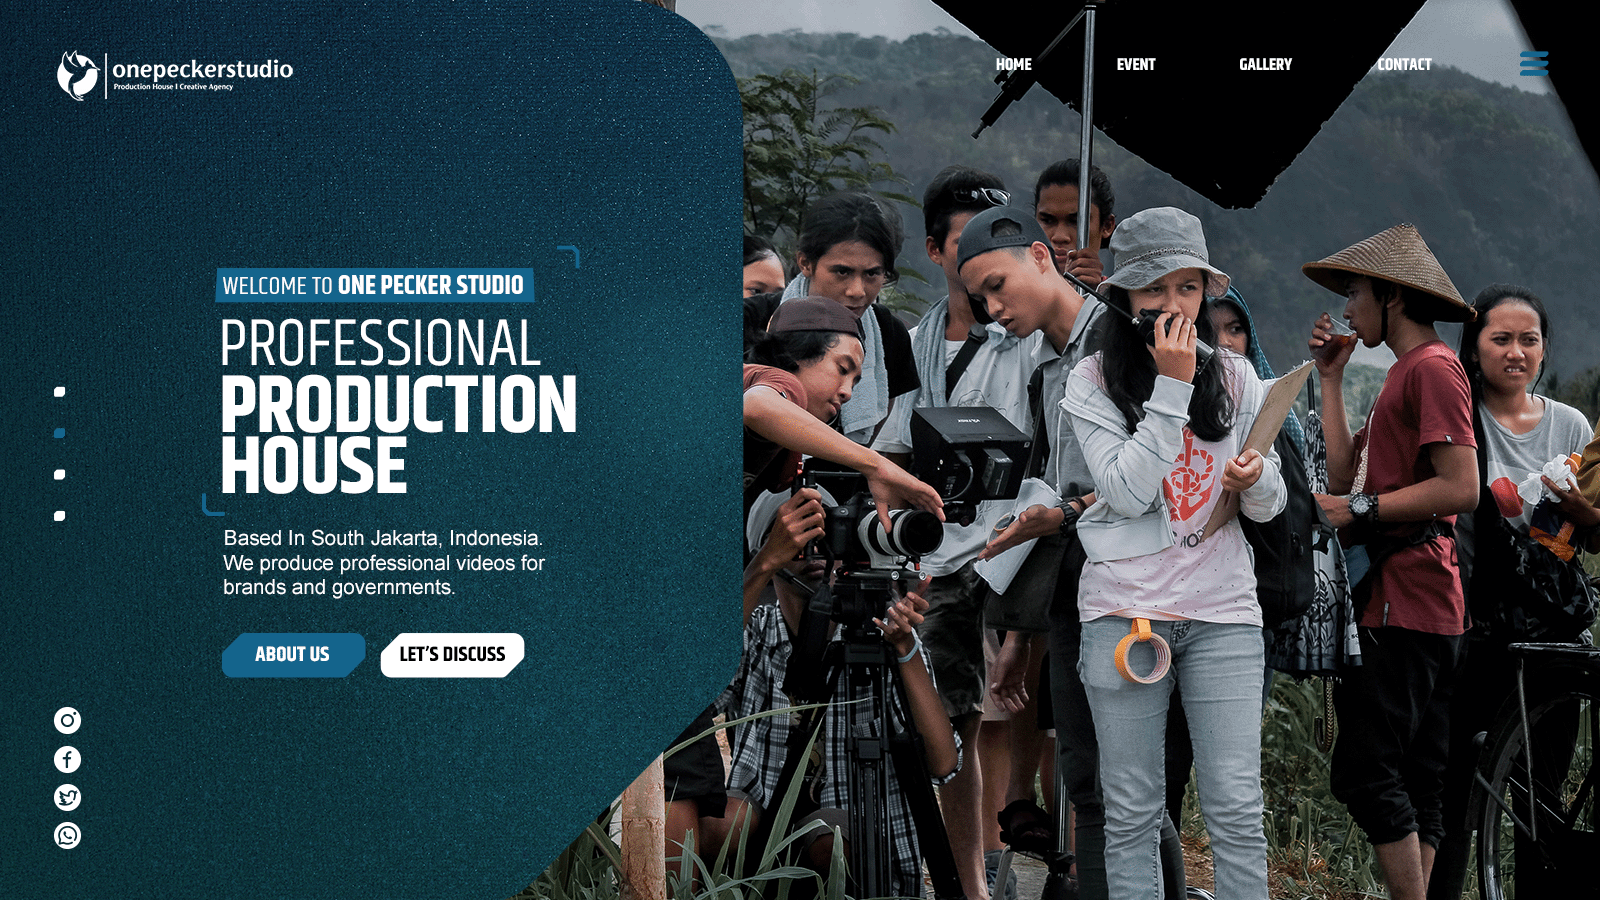 onepeckerstudio
Production House I Creative Agency
HOME EVENT GALLERY CONTACT
WELCOME TO ONE PECKER STUDIO
PROFESSIONAL
PRODUCTION
HOUSE
Based In South Jakarta, Indonesia.
We produce professional videos for
brands and governments.
ABOUT US LET’S DISCUSS